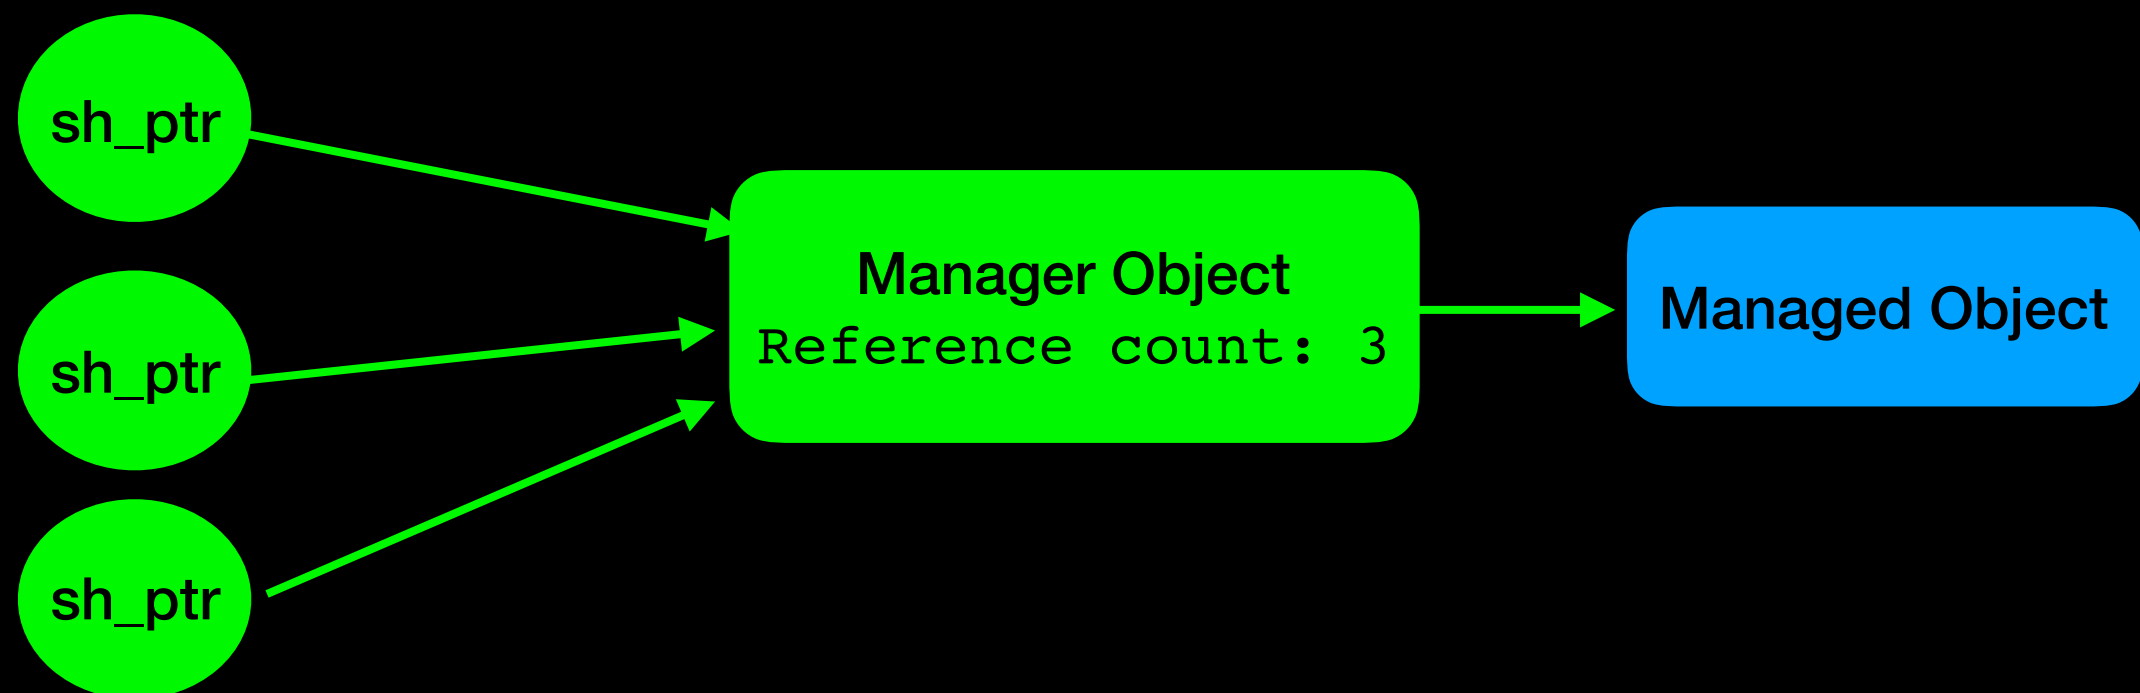 sh_ptr
sh_ptr
sh_ptr
Manager Object
Reference count: 3
Managed Object